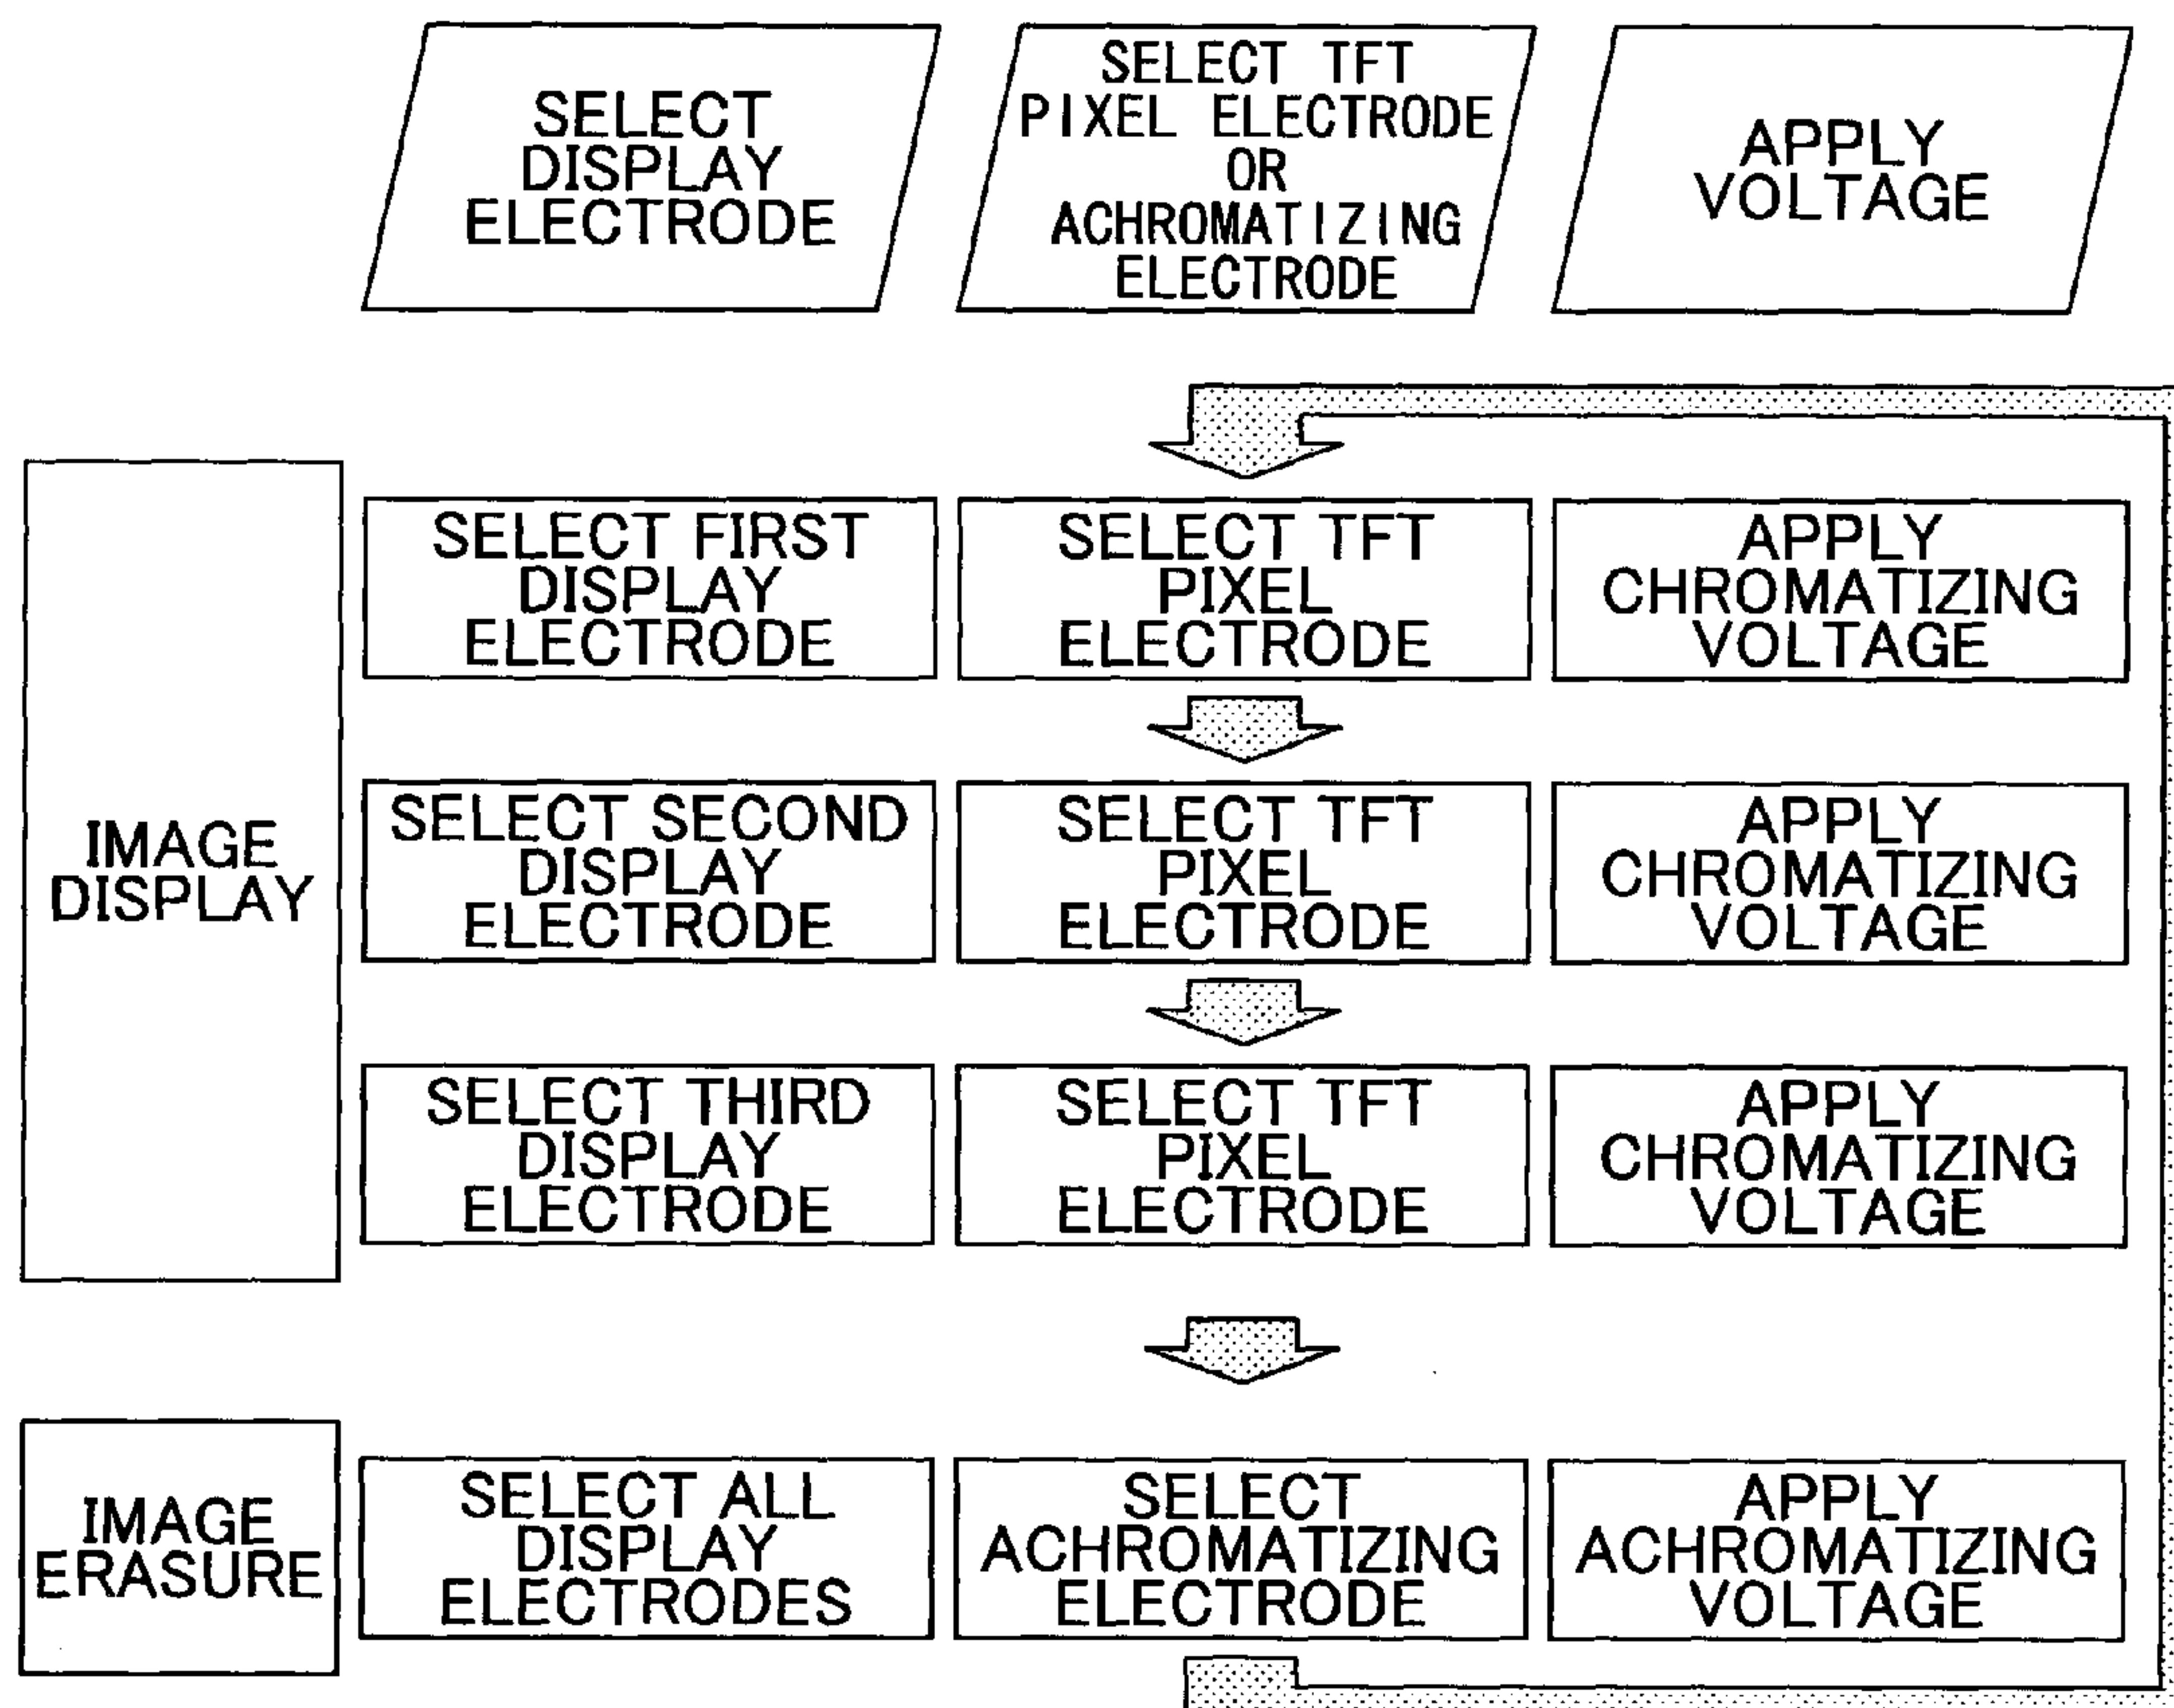 SELECT
DISPLAY
ELECTRODE
SELECT TFT
PIXEL ELECTRODE
OR
ACHROMATIZING
ELECTRODE
APPLY
VOLTAGE
IMAGE
DISPLAY
SELECT FIRST
DISPLAY
ELECTRODE
SELECT TFT
PIXEL
ELECTRODE
APPLY
CHROMATIZING
VOLTAGE
SELECT SECOND
DISPLAY
ELECTRODE
SELECT TFT
PIXEL
ELECTRODE
APPLY
CHROMATIZING
VOLTAGE
SELECT THIRD
DISPLAY
ELECTRODE
SELECT TFT
PIXEL
ELECTRODE
APPLY
CHROMATIZING
VOLTAGE
IMAGE
ERASURE
SELECT ALL
DISPLAY
ELECTRODES
SELECT
ACHROMATIZING
ELECTRODE
APPLY
ACHROMATIZING
VOLTAGE